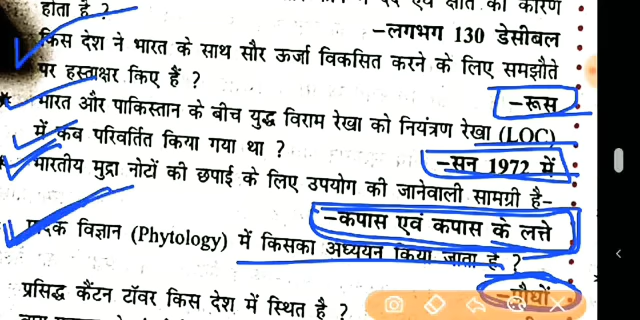 होता है ?
–लगभग 130 डेसीबल
किस देश ने भारत के साथ सौर ऊर्जा विकसित करने के लिए समझौते
पर हस्ताक्षर किए हैं ?
–रूस
भारत और पाकिस्तान के बीच युद्ध विराम रेखा को नियंत्रण रेखा (LOC)
में कब परिवर्तित किया गया था ?
–सन 1972 में
भारतीय मुद्रा नोटों की छपाई के लिए उपयोग की जानेवाली सामग्री है–
–कपास एवं कपास के लत्ते
विज्ञान (Phytology) में किसका अध्ययन किया जाता है ?
–पौधों
प्रसिद्ध कैंटन टॉवर किस देश में स्थित है ?